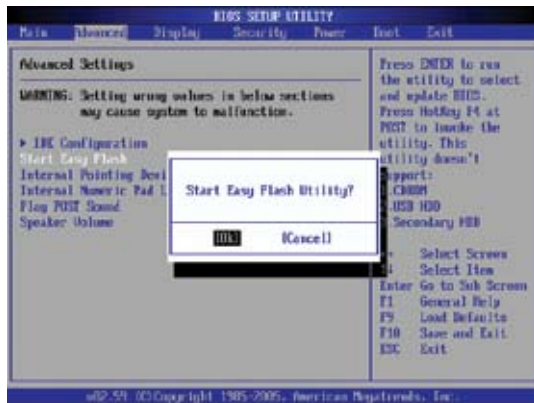 BIOS SETUP UTILITY
Main Advanced Display Security Power Boot Exit
Advanced Settings
WARNING: Setting wrong values in below sections
may cause system to malfunction.
IDE Configuration
Start Easy Flash
Internal Pointing Devi
Internal Numeric Pad L
Play POST Sound
Speaker Volume
Start Easy Flash Utility?
[Ok] [Cancel]
Press ENTER to run
the utility to select
and update BIOS.
Press HotKey F4 at
POST to invoke the
utility. This
utility doesn't
upport:
CDROM
USB HDD
Secondary HDD
Select Screen
Select Item
Enter Go to Sub Screen
F1 General Help
F9 Load Defaults
F10 Save and Exit
ESC Exit
v02.59 (C)Copyright 1985-2005, American Megatrends, Inc.